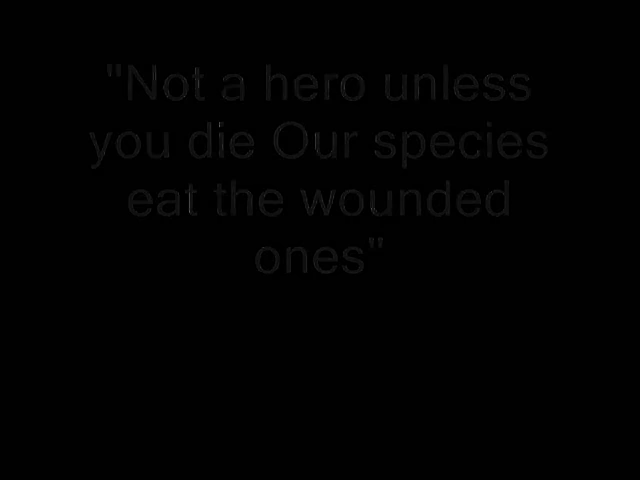 "Not a hero unless
you die Our species
eat the wounded
ones"